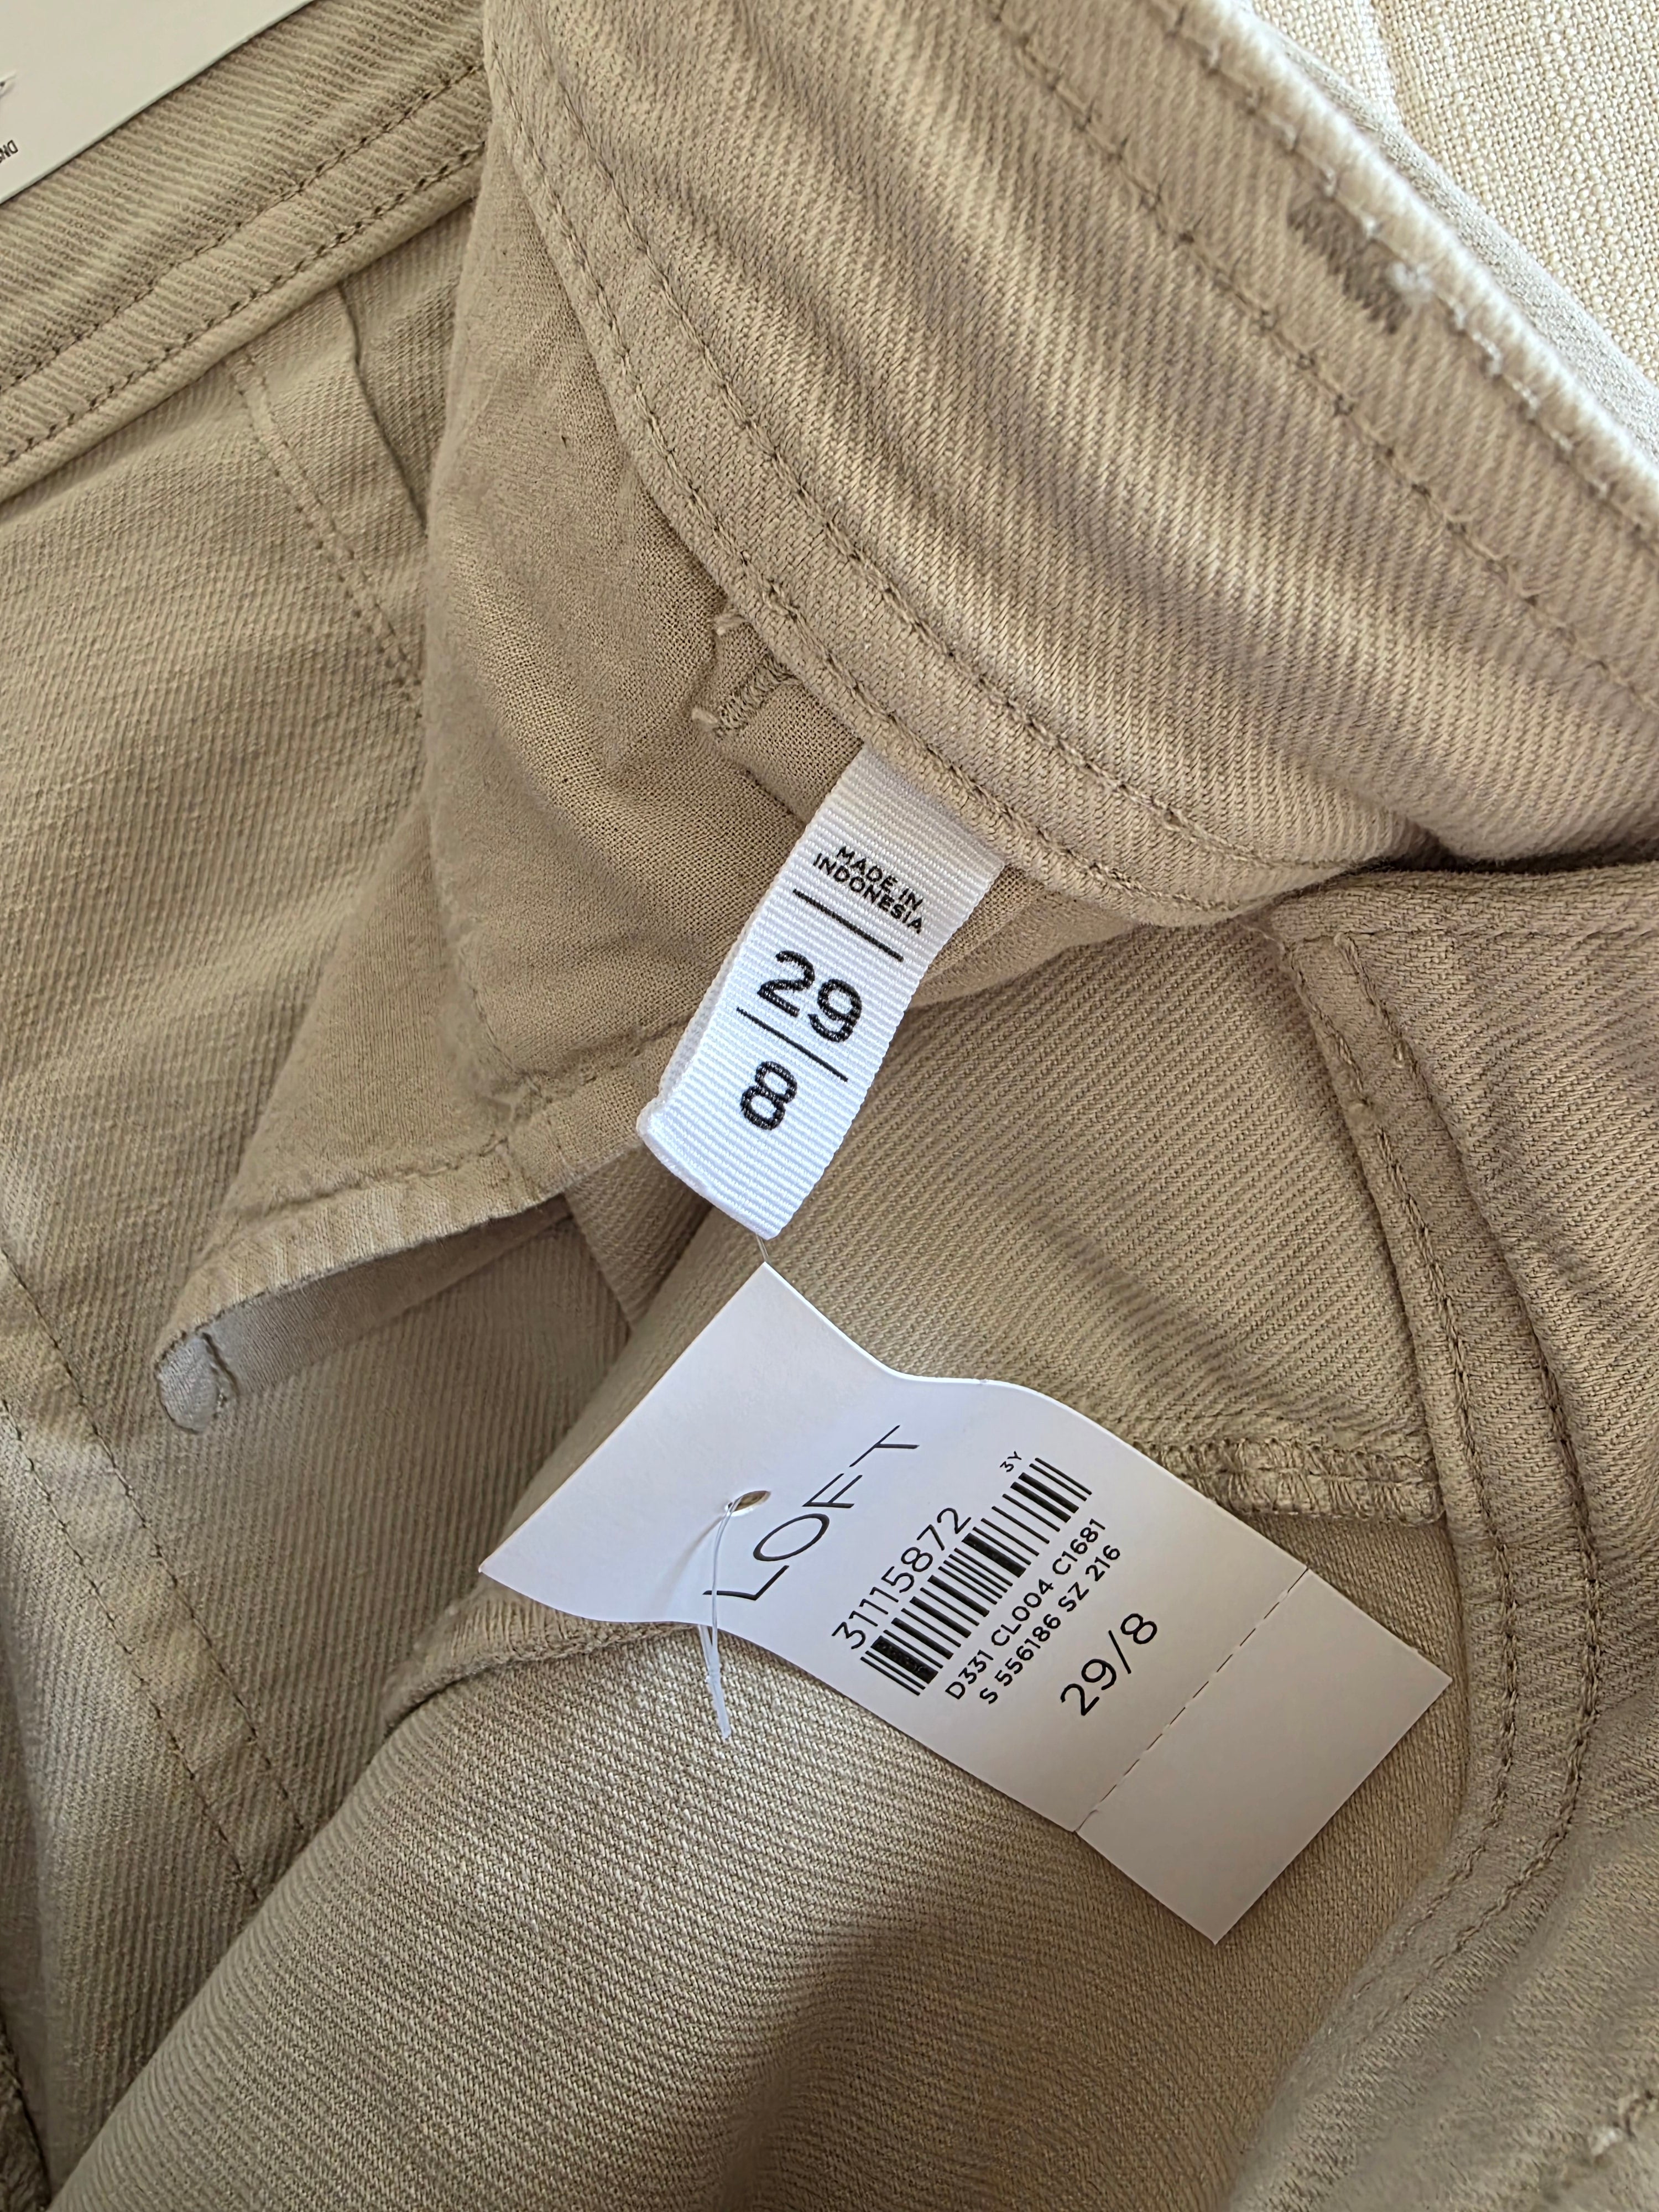 MADE IN
INDONESIA
29
8
LOFT
31115872
3Y
D331 CL004 C1681
S 556186 SZ 216
29/8